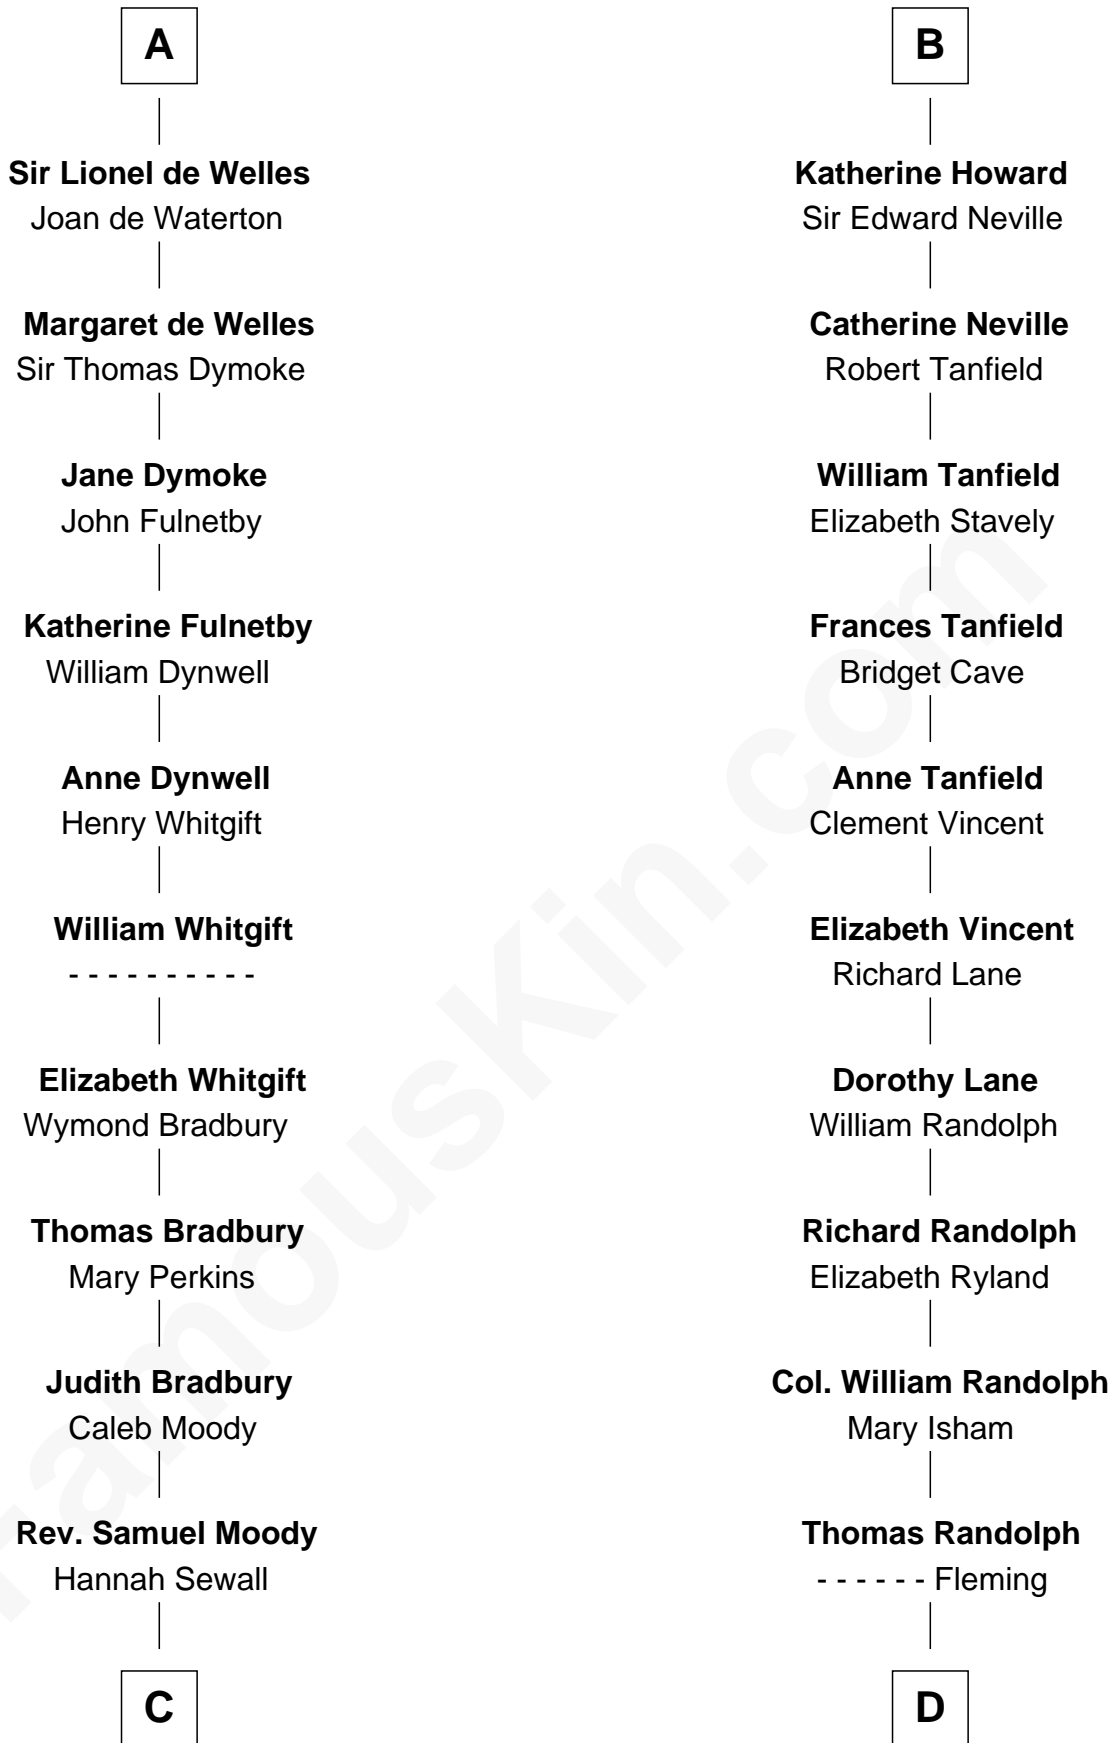 A
Sir Lionel de Welles
Joan de Waterton
Margaret de Welles
Sir Thomas Dymoke
Jane Dymoke
John Fulnetby
Katherine Fulnetby
William Dynwell
Anne Dynwell
Henry Whitgift
William Whitgift
- - - - - - - - - -
Elizabeth Whitgift
Wymond Bradbury
Thomas Bradbury
Mary Perkins
Judith Bradbury
Caleb Moody
Rev. Samuel Moody
Hannah Sewall
C
B
Katherine Howard
Sir Edward Neville
Catherine Neville
Robert Tanfield
William Tanfield
Elizabeth Stavely
Frances Tanfield
Bridget Cave
Anne Tanfield
Clement Vincent
Elizabeth Vincent
Richard Lane
Dorothy Lane
William Randolph
Richard Randolph
Elizabeth Ryland
Col. William Randolph
Mary Isham
Thomas Randolph
- - - - - - Fleming
D
FamousKin.com